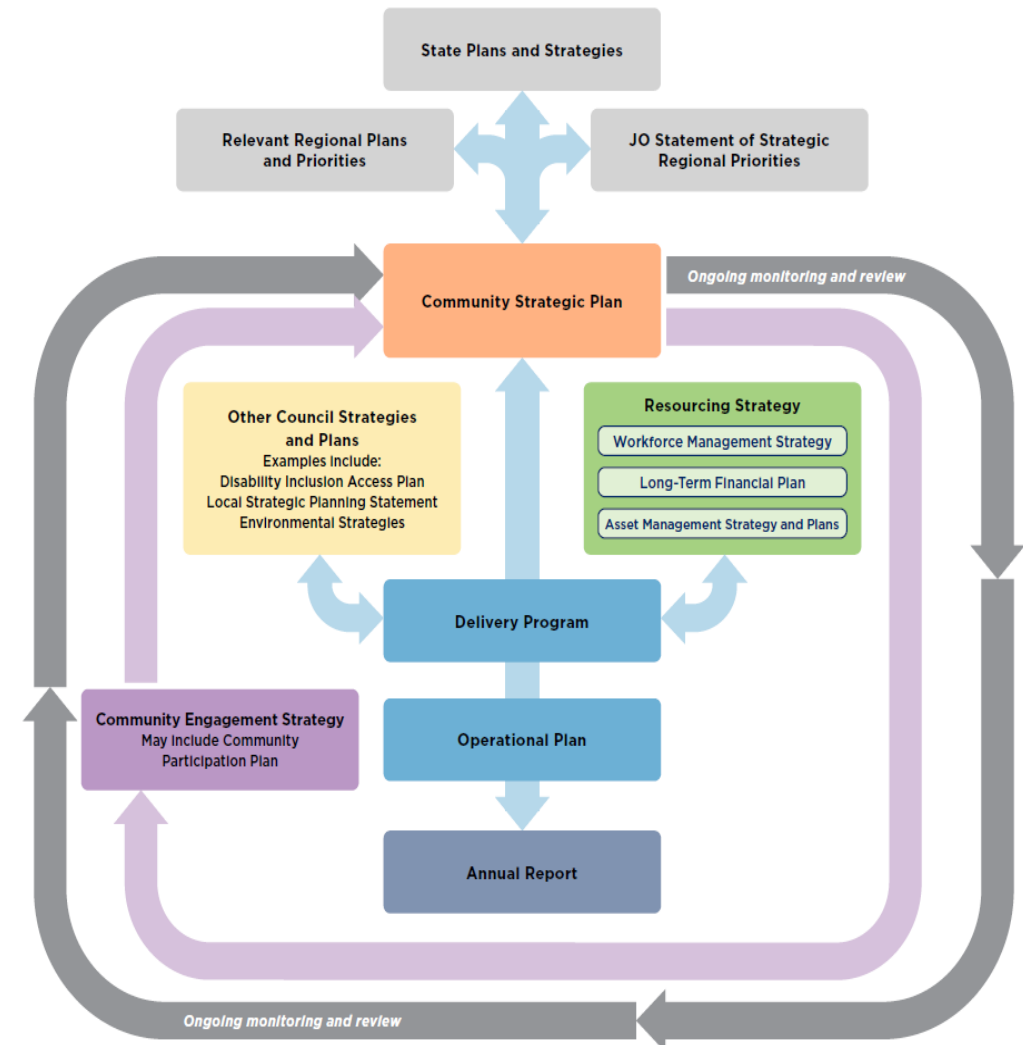 State Plans and Strategies
Relevant Regional Plans
and Priorities
JO Statement of Strategic
Regional Priorities
Community Strategic Plan
Ongoing monitoring and review
Other Council Strategies
and Plans
Examples include:
Disability Inclusion Access Plan
Local Strategic Planning Statement
Environmental Strategies
Resourcing Strategy
Workforce Management Strategy
Long-Term Financial Plan
Asset Management Strategy and Plans
Delivery Program
Community Engagement Strategy
May include Community
Participation Plan
Operational Plan
Annual Report
Ongoing monitoring and review